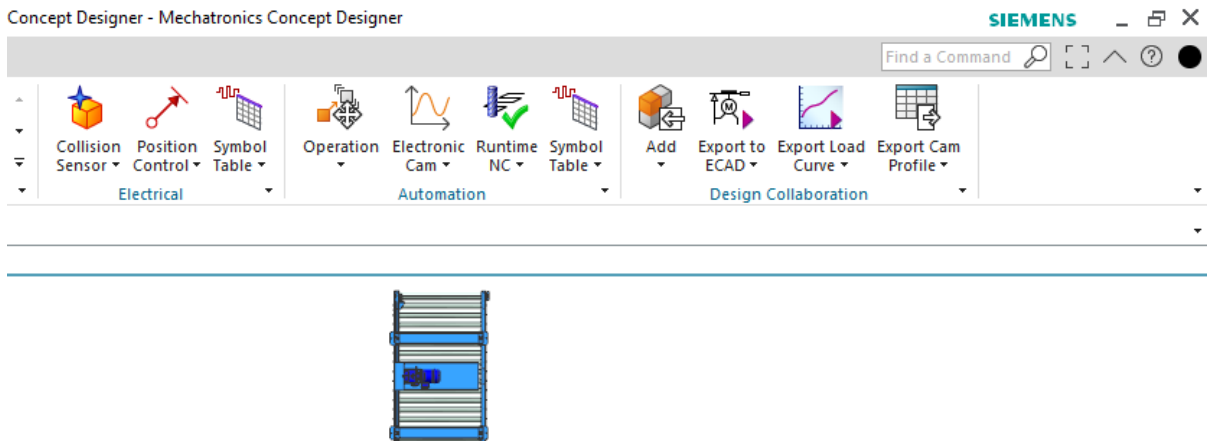 Concept Designer - Mechatronics Concept Designer SIEMENS
Find a Command
Collision Sensor
Position Control
Symbol Table
Operation
Electronic Cam
Runtime NC
Symbol Table
Add
Export to ECAD
Export Load Curve
Export Cam Profile
Electrical
Automation
Design Collaboration